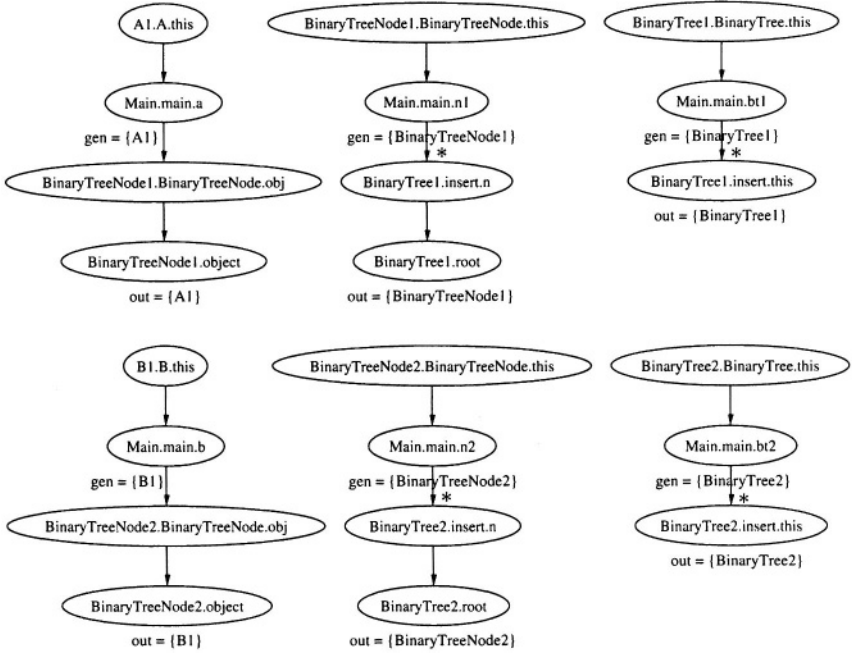 A1.A.this
BinaryTreeNode1.BinaryTreeNode.this
BinaryTree1.BinaryTree.this
Main.main.a
Main.main.n1
Main.main.bt1
gen = {A1}
gen = {BinaryTreeNode1}
gen = {BinaryTree1}
*
*
BinaryTreeNode1.BinaryTreeNode.obj
BinaryTree1.insert.n
BinaryTree1.insert.this
out = {BinaryTree1}
BinaryTreeNode1.object
BinaryTree1.root
out = {A1}
out = {BinaryTreeNode1}
B1.B.this
BinaryTreeNode2.BinaryTreeNode.this
BinaryTree2.BinaryTree.this
Main.main.b
Main.main.n2
Main.main.bt2
gen = {B1}
gen = {BinaryTreeNode2}
gen = {BinaryTree2}
*
*
BinaryTreeNode2.BinaryTreeNode.obj
BinaryTree2.insert.n
BinaryTree2.insert.this
out = {BinaryTree2}
BinaryTreeNode2.object
BinaryTree2.root
out = {B1}
out = {BinaryTreeNode2}